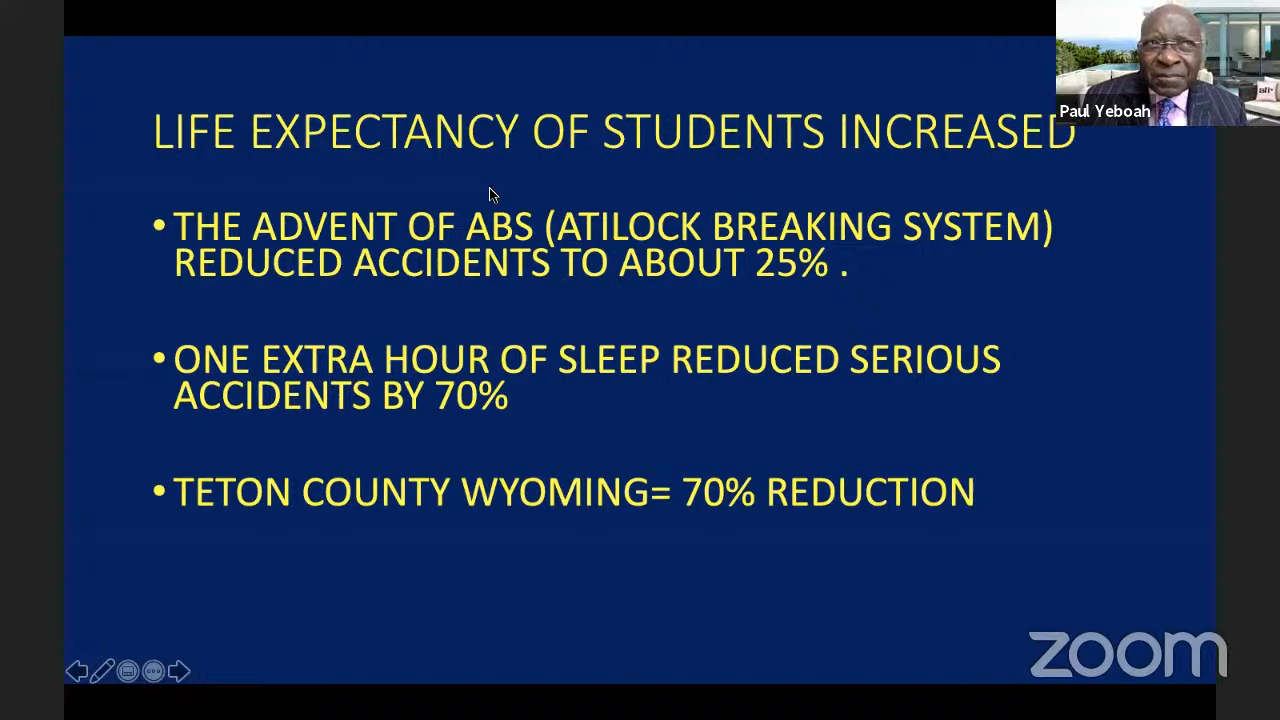 Paul Yeboah
LIFE EXPECTANCY OF STUDENTS INCREASED
• THE ADVENT OF ABS (ATILOCK BREAKING SYSTEM)
REDUCED ACCIDENTS TO ABOUT 25% .
• ONE EXTRA HOUR OF SLEEP REDUCED SERIOUS
ACCIDENTS BY 70%
• TETON COUNTY WYOMING= 70% REDUCTION
zoom